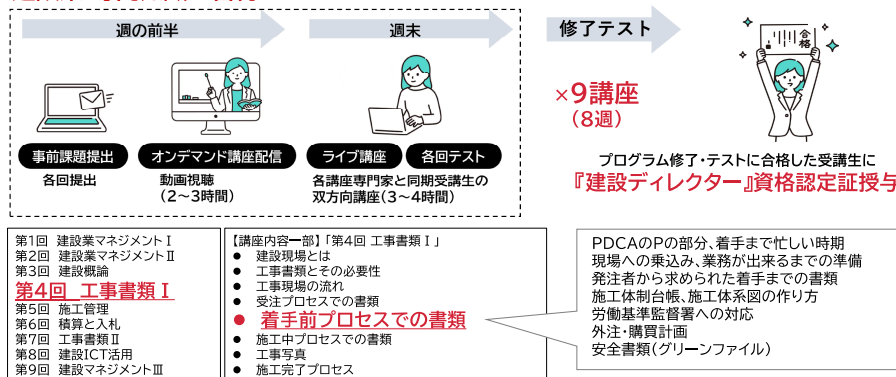 週の前半
週末
修了テスト
合格
×9講座
(8週)
事前課題提出
オンデマンド講座配信
ライブ講座
各回テスト
各回提出
動画視聴
(2~3時間)
各講座専門家と同期受講生の
双方向講座(3~4時間)
プログラム修了・テストに合格した受講生に
『建設ディレクター』資格認定証授与
第1回 建設業マネジメントⅠ
第2回 建設業マネジメントⅡ
第3回 建設概論
第4回 工事書類Ⅰ
第5回 施工管理
第6回 積算と入札
第7回 工事書類Ⅱ
第8回 建設ICT活用
第9回 建設マネジメントⅢ
【講座内容一部】「第4回 工事書類Ⅰ」
● 建設現場とは
● 工事書類とその必要性
● 工事現場の流れ
● 受注プロセスでの書類
● 着手前プロセスでの書類
● 施工中プロセスでの書類
● 工事写真
● 施工完了プロセス
PDCAのPの部分、着手まで忙しい時期
現場への乗込み、業務が出来るまでの準備
発注者から求められた着手までの書類
施工体制台帳、施工体系図の作り方
労働基準監督署への対応
外注・購買計画
安全書類(グリーンファイル)